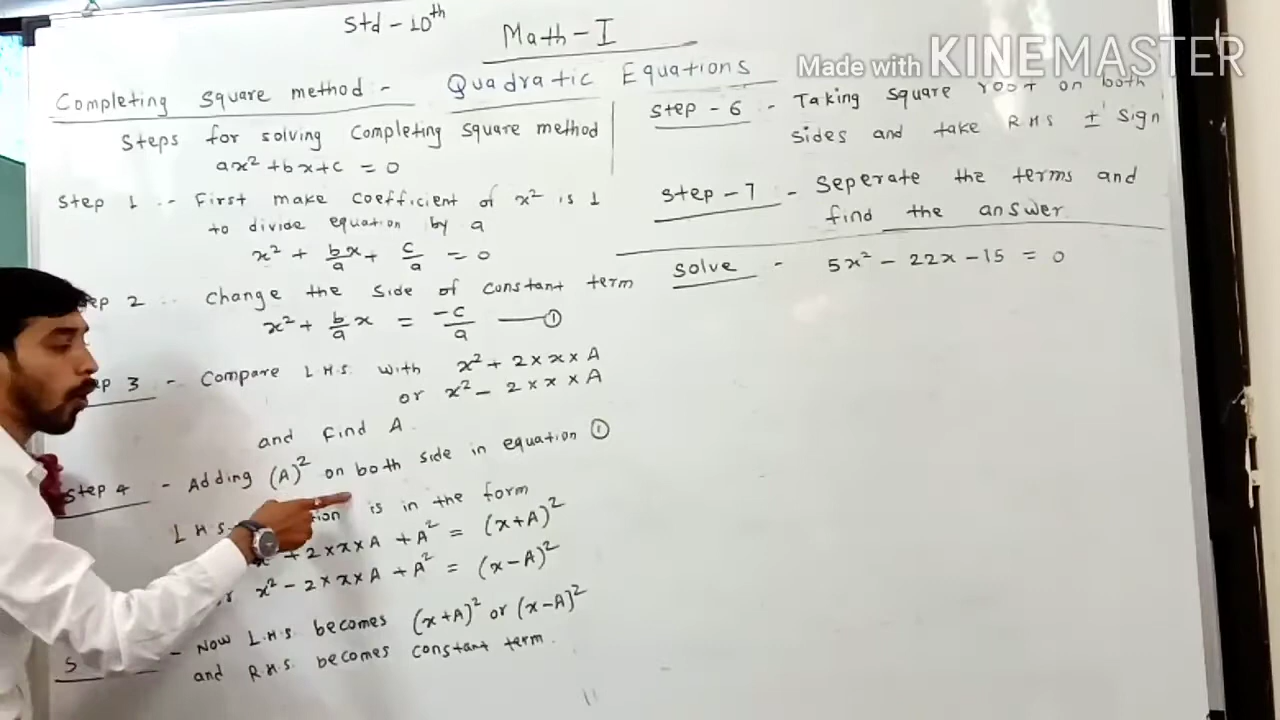 Std - 10th
Math - I
Made with KINEMASTER
Completing square method :- Quadratic Equations
Steps for solving completing square method
ax² + bx + c = 0
Step 1 :- First make coefficient of x² is 1
to divide equation by a
x² + bx/a + c/a = 0
ep 2 :- change the side of constant term
x² + b/a x = -c/a —— ①
ep 3 - compare L.H.S. with x² + 2 × x × A
or x² - 2 × x × A
and find A.
Step 4 - Adding (A)² on both side in equation ①
L.H.S. tion is in the form
x² + 2 × x × A + A² = (x + A)²
or x² - 2 × x × A + A² = (x - A)²
S - Now L.H.S. becomes (x + A)² or (x - A)²
and R.H.S. becomes constant term.
Step - 6 :- Taking square root on both
sides and take R.H.S ± sign
Step - 7 - Seperate the terms and
find the answer
Solve - 5x² - 22x - 15 = 0